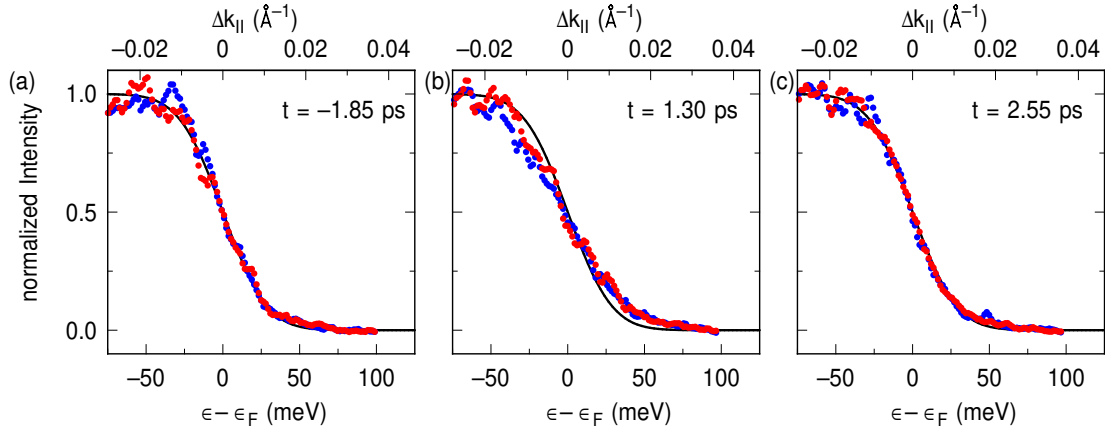 Δk|| (Å⁻¹) Δk|| (Å⁻¹) Δk|| (Å⁻¹)
−0.02 0 0.02 0.04 −0.02 0 0.02 0.04 −0.02 0 0.02 0.04
(a) (b) (c)
1.0 t = −1.85 ps t = 1.30 ps t = 2.55 ps
normalized Intensity
0.5
0.0
−50 0 50 100 −50 0 50 100 −50 0 50 100
ϵ−ϵF (meV) ϵ−ϵF (meV) ϵ−ϵF (meV)